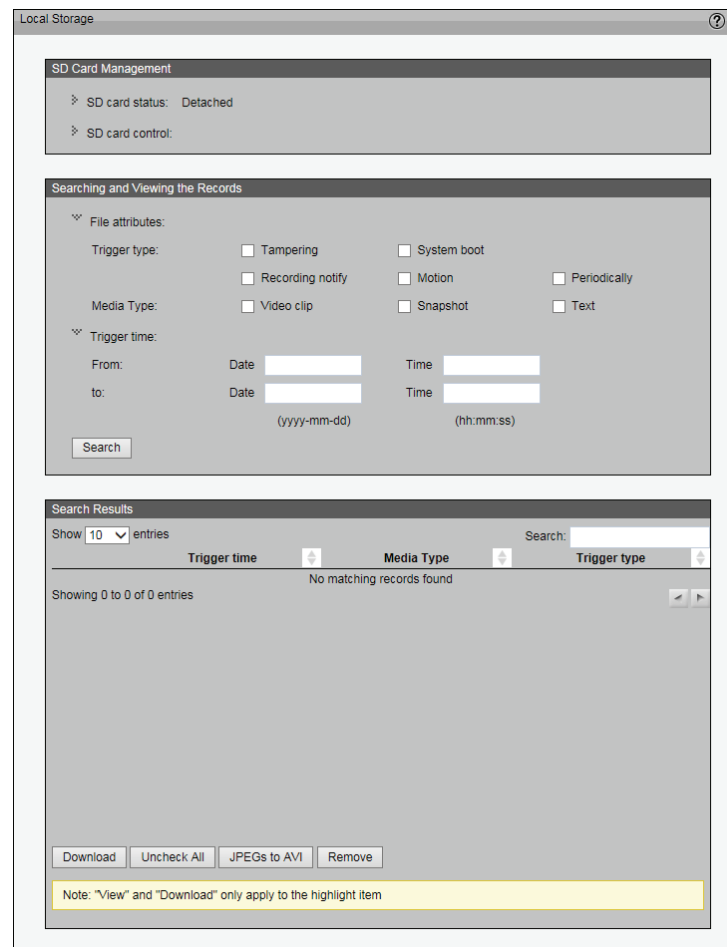 Local Storage
SD Card Management
SD card status: Detached
SD card control:
Searching and Viewing the Records
File attributes:
Trigger type: Tampering System boot
Recording notify Motion Periodically
Media Type: Video clip Snapshot Text
Trigger time:
From: Date Time
to: Date Time
(yyyy-mm-dd) (hh:mm:ss)
Search
Search Results
Show 10 entries Search:
Trigger time Media Type Trigger type
No matching records found
Showing 0 to 0 of 0 entries
Download Uncheck All JPEGs to AVI Remove
Note: "View" and "Download" only apply to the highlight item